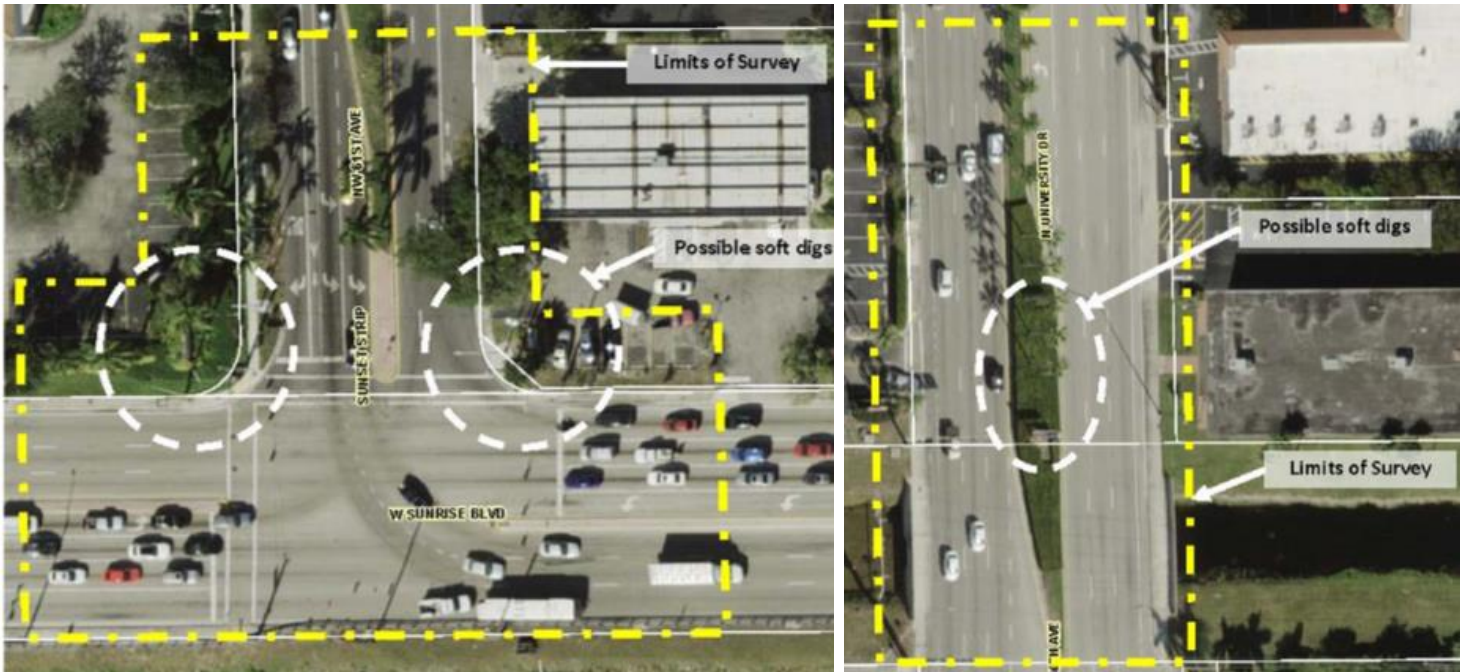 Limits of Survey
NW 61ST AVE
Possible soft digs
SUNSET STRIP
W SUNRISE BLVD
N UNIVERSITY DR
Possible soft digs
Limits of Survey